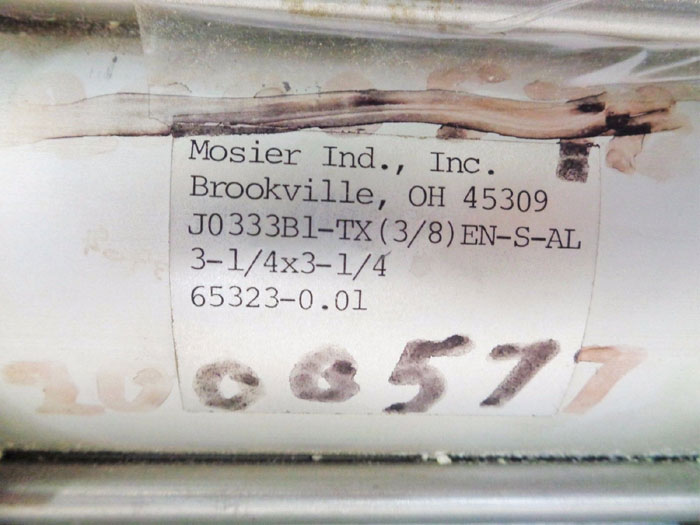 Mosier Ind., Inc.
Brookville, OH 45309
J0333B1-TX(3/8)EN-S-AL
3-1/4x3-1/4
65323-0.01
2000577